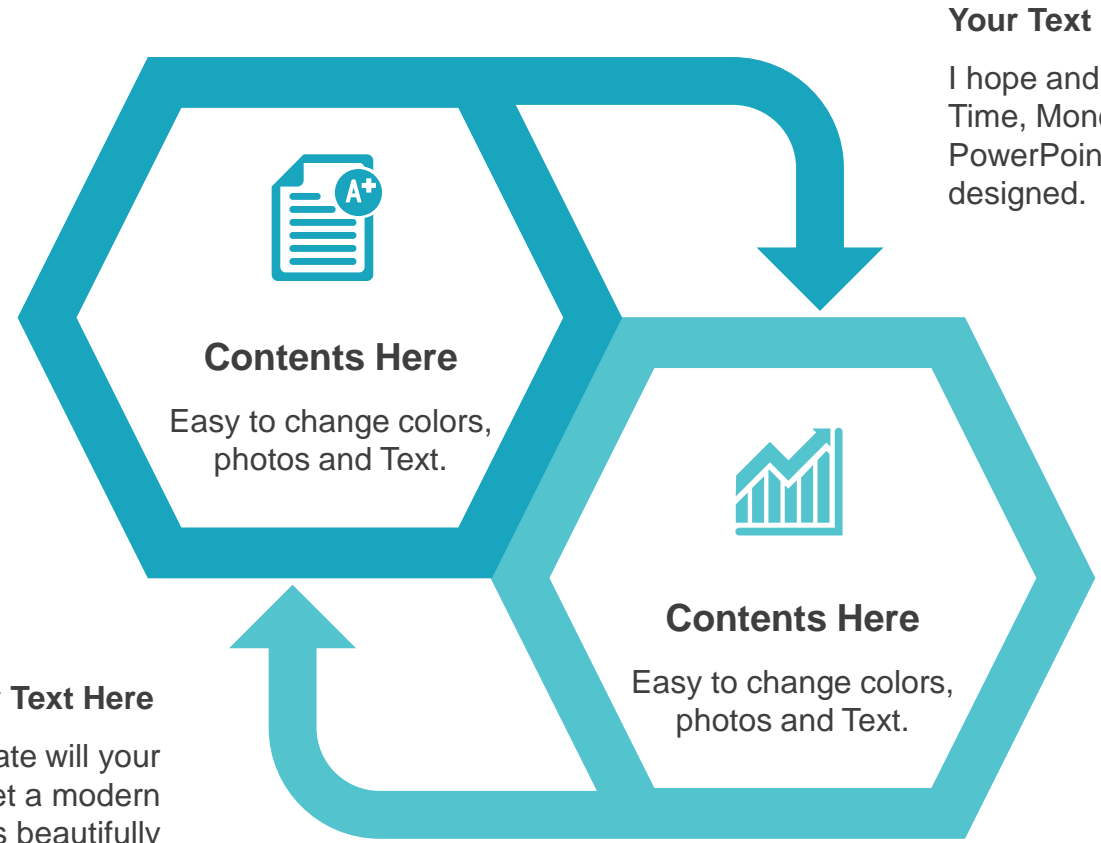 Your Text
I hope and
Time, Mon
PowerPoin
designed.
A+
Contents Here
Easy to change colors,
photos and Text.
Contents Here
Easy to change colors,
photos and Text.
Text Here
ate will your
et a modern
s beautifully